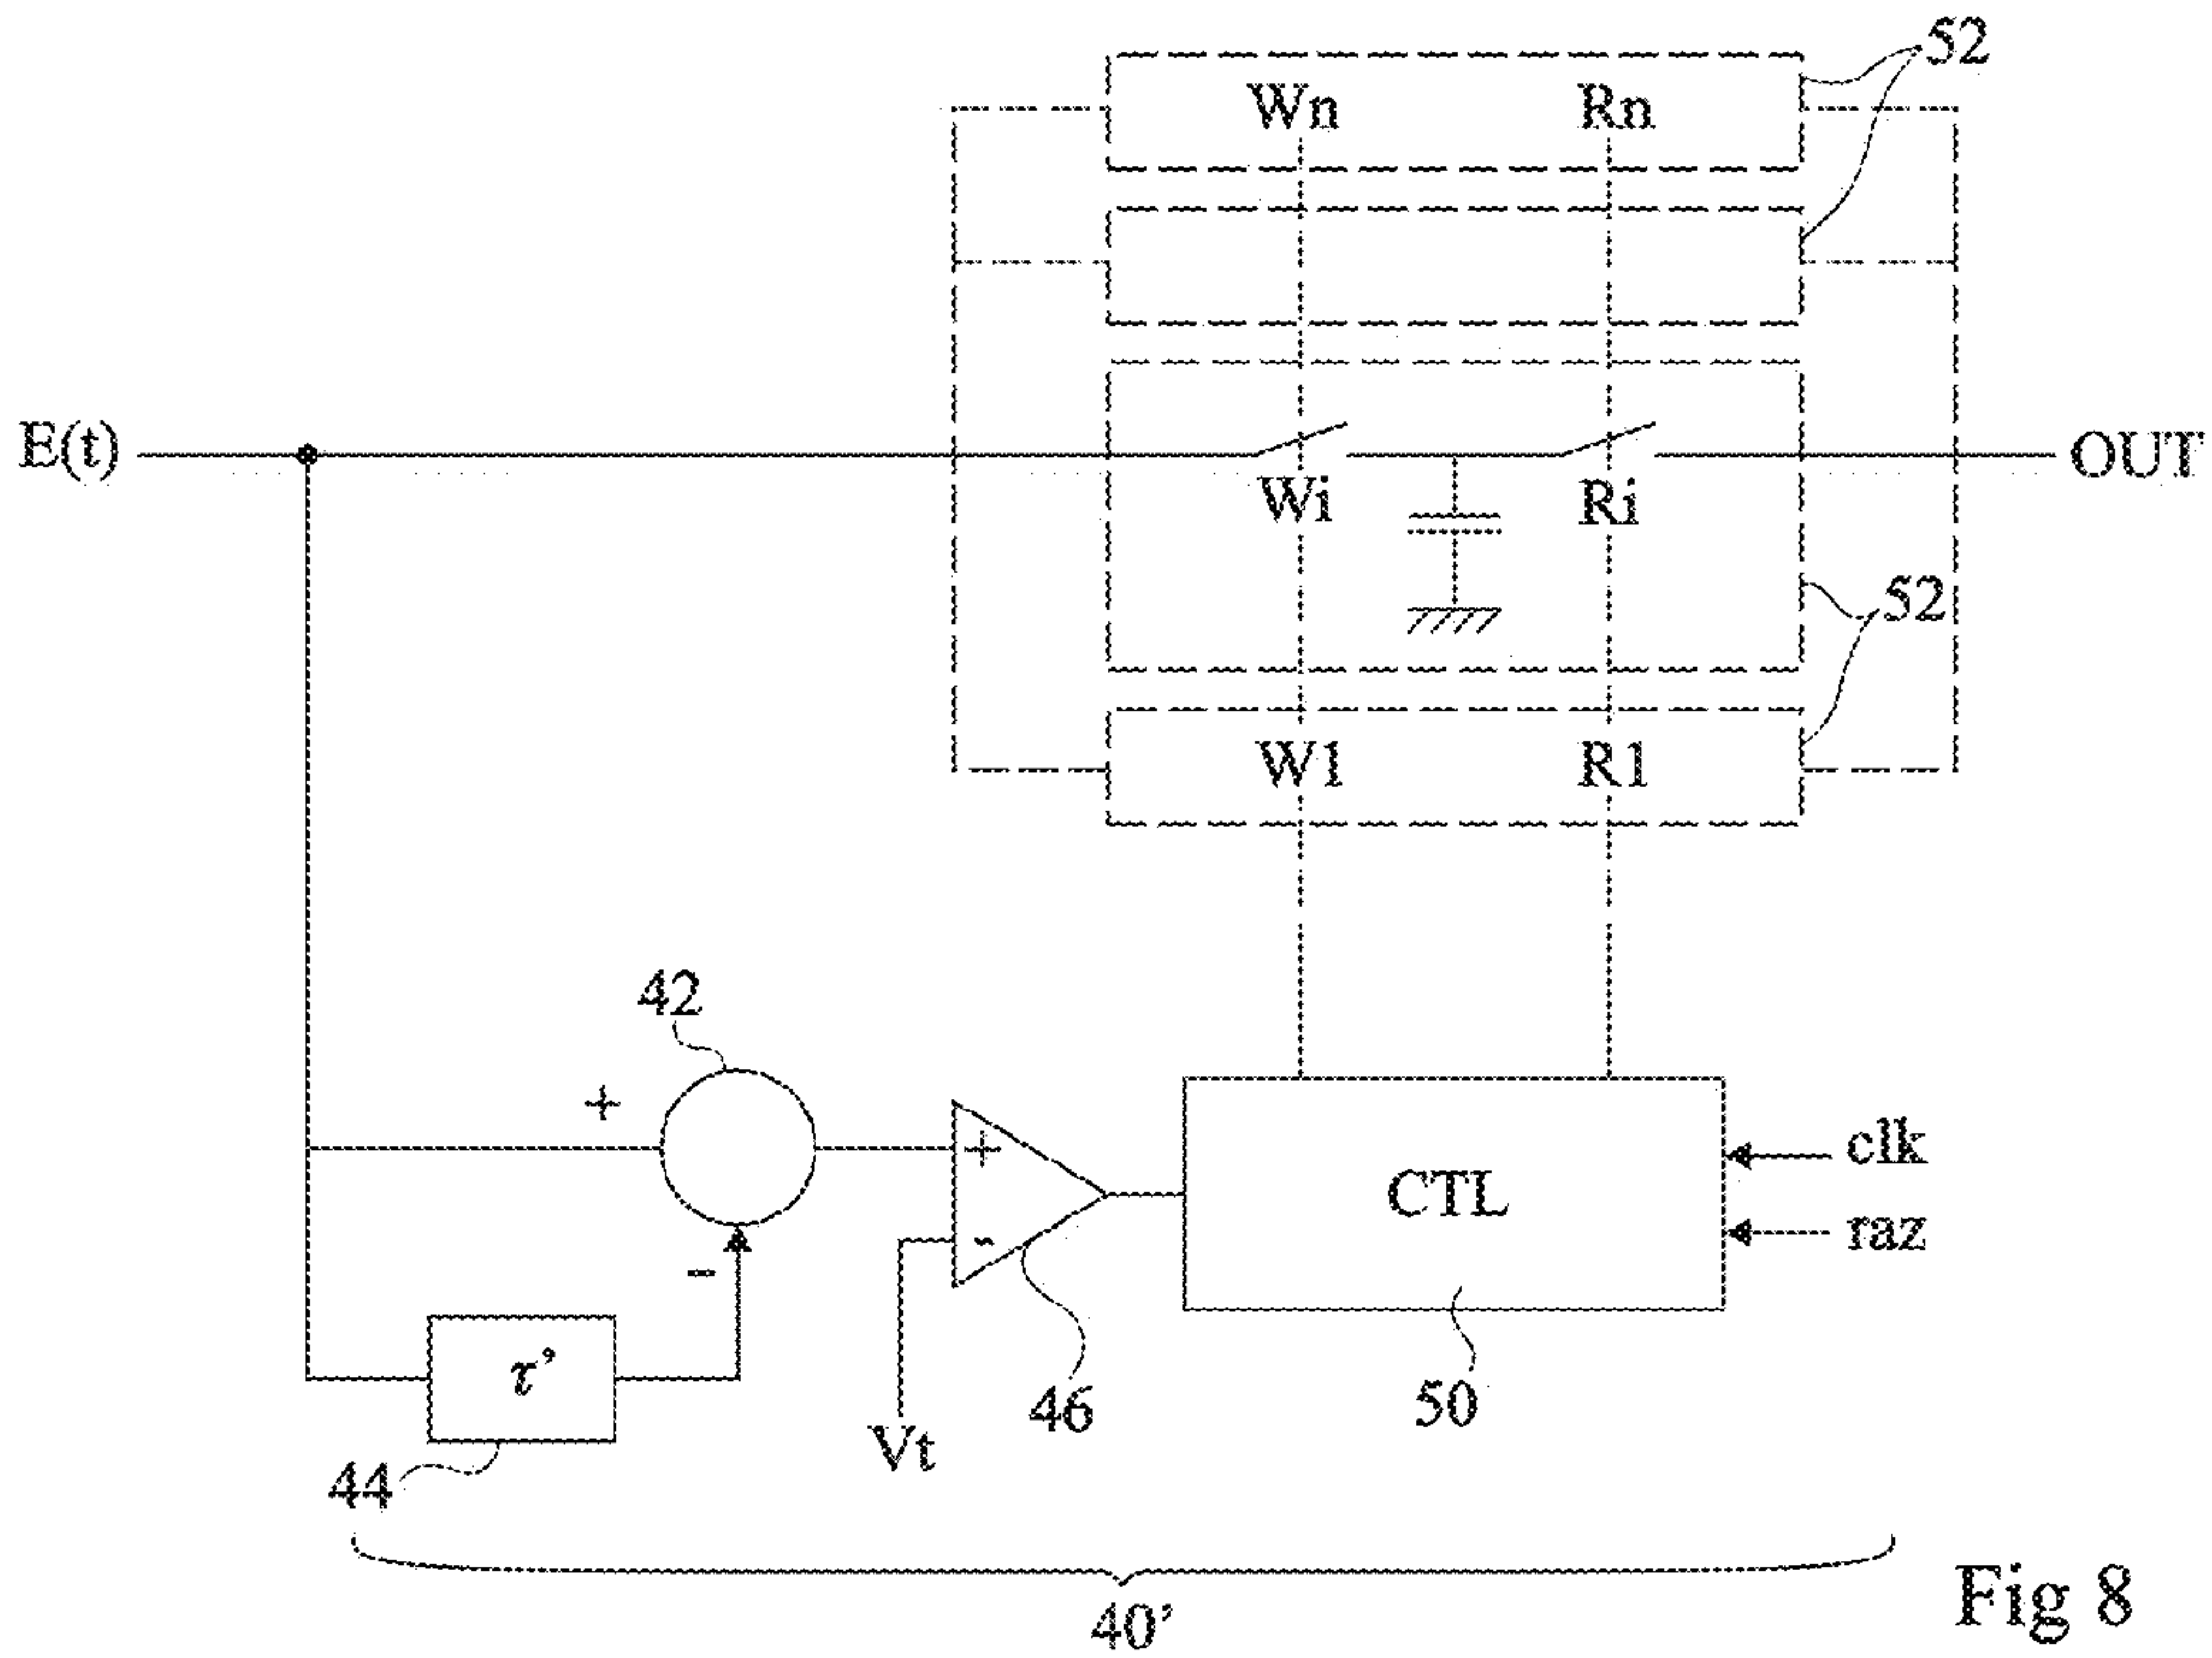 52
Wn Rn
E(t)
OUT
Wi Ri
52
W1 R1
42
+
+
clk
CTL
raz
-
-
τ'
46
50
Vt
44
40'
Fig 8